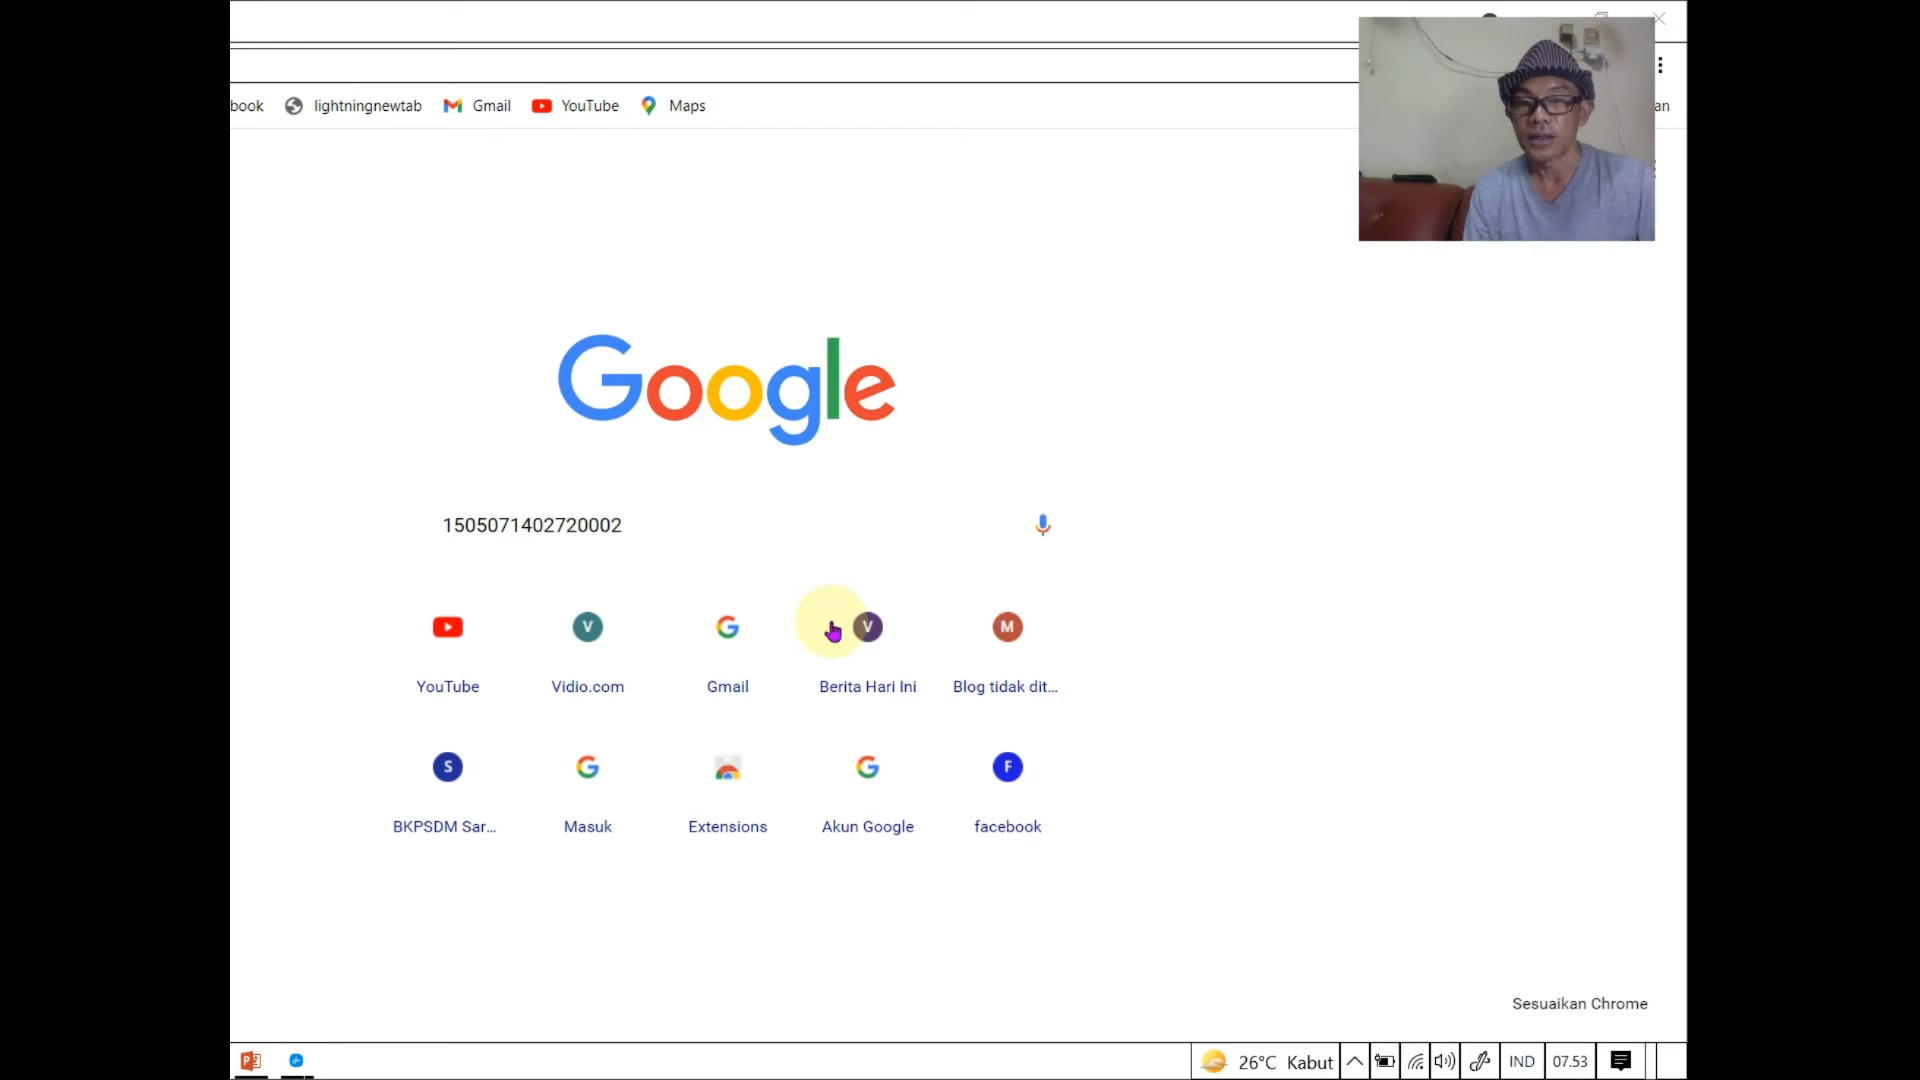 book lightningnewtab Gmail YouTube Maps an
Google
1505071402720002
V V M
YouTube Vidio.com Gmail Berita Hari Ini Blog tidak dit...
S F
BKPSDM Sar... Masuk Extensions Akun Google facebook
Sesuaikan Chrome
26°C Kabut IND 07.53